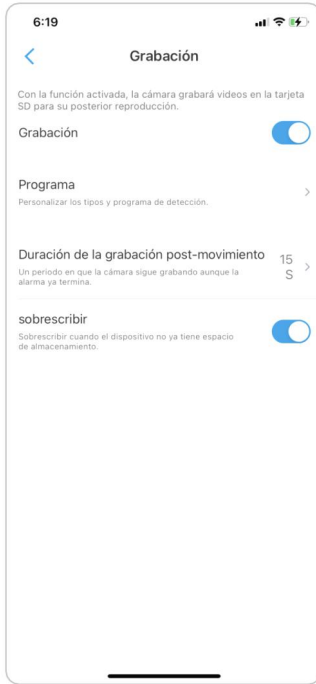 6:19
Grabación
Con la función activada, la cámara grabará videos en la tarjeta
SD para su posterior reproducción.
Grabación
Programa
Personalizar los tipos y programa de detección.
Duración de la grabación post-movimiento
15
S
Un periodo en que la cámara sigue grabando aunque la
alarma ya termina.
sobrescribir
Sobrescribir cuando el dispositivo no ya tiene espacio
de almacenamiento.